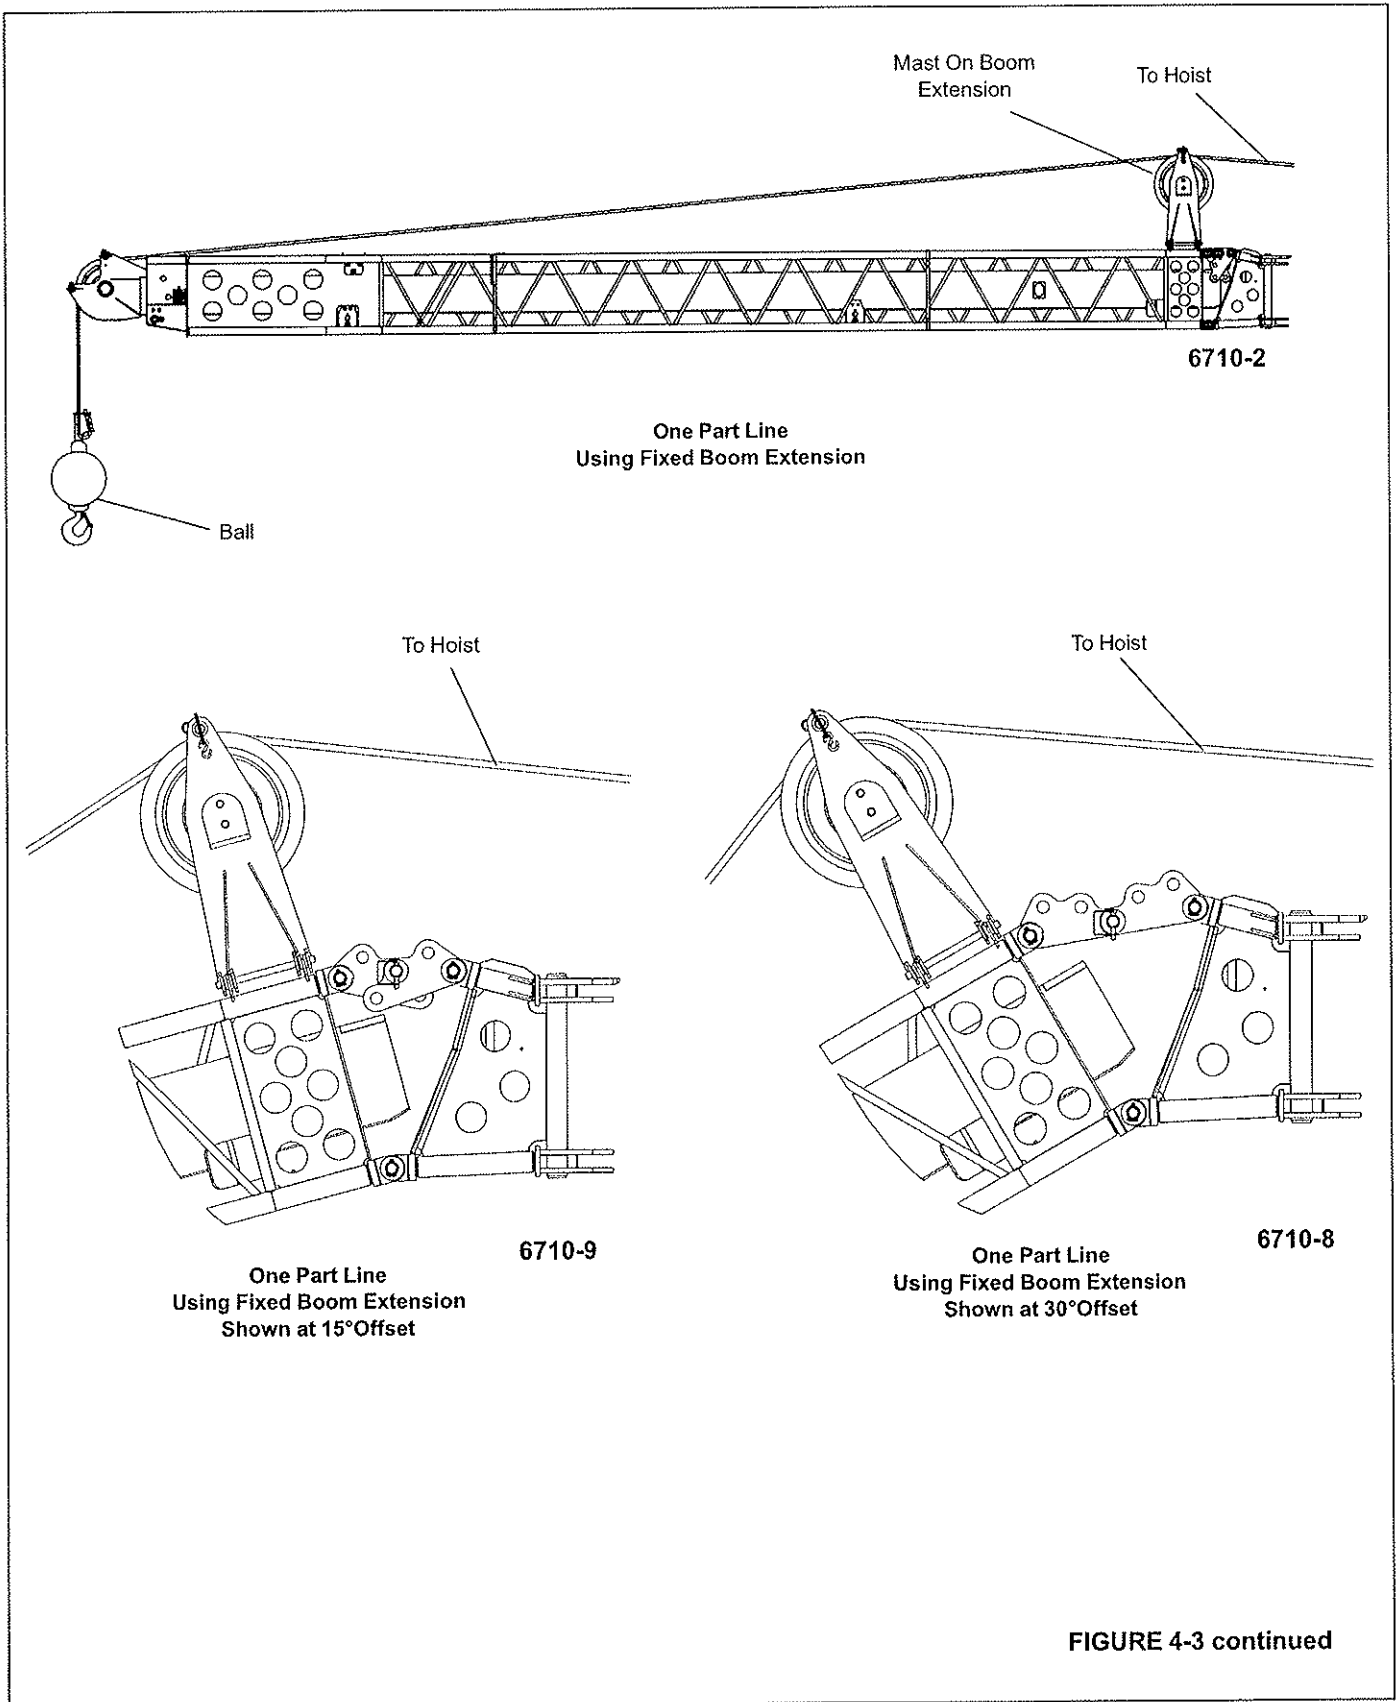 Mast On Boom
Extension
To Hoist
6710-2
One Part Line
Using Fixed Boom Extension
Ball
To Hoist
To Hoist
6710-9
One Part Line
Using Fixed Boom Extension
Shown at 15°Offset
6710-8
One Part Line
Using Fixed Boom Extension
Shown at 30°Offset
FIGURE 4-3 continued